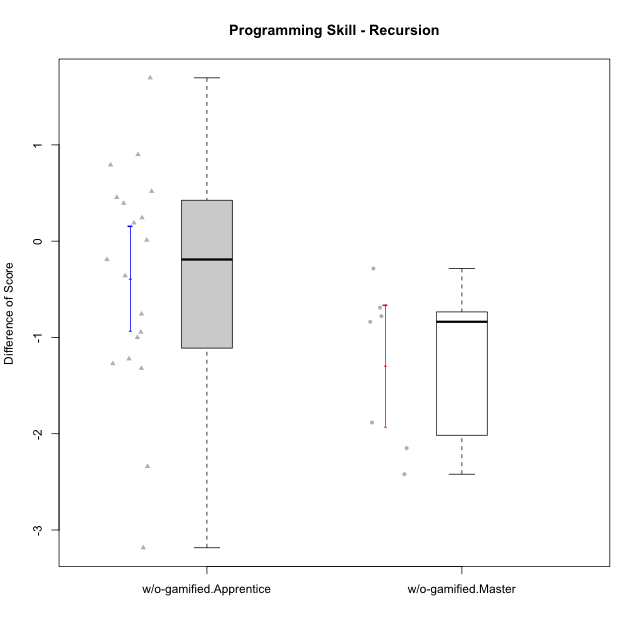 Programming Skill - Recursion
Difference of Score
1
0
-1
-2
-3
w/o-gamified.Apprentice
w/o-gamified.Master